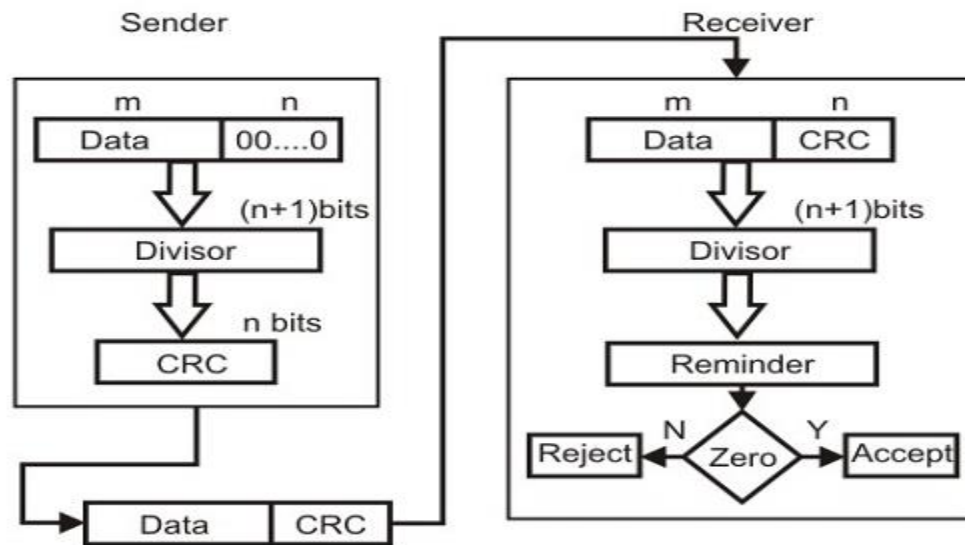 Sender
m n
Data 00....0
(n+1)bits
Divisor
n bits
CRC
Data CRC
Receiver
m n
Data CRC
(n+1)bits
Divisor
Reminder
N Y
Reject Zero Accept